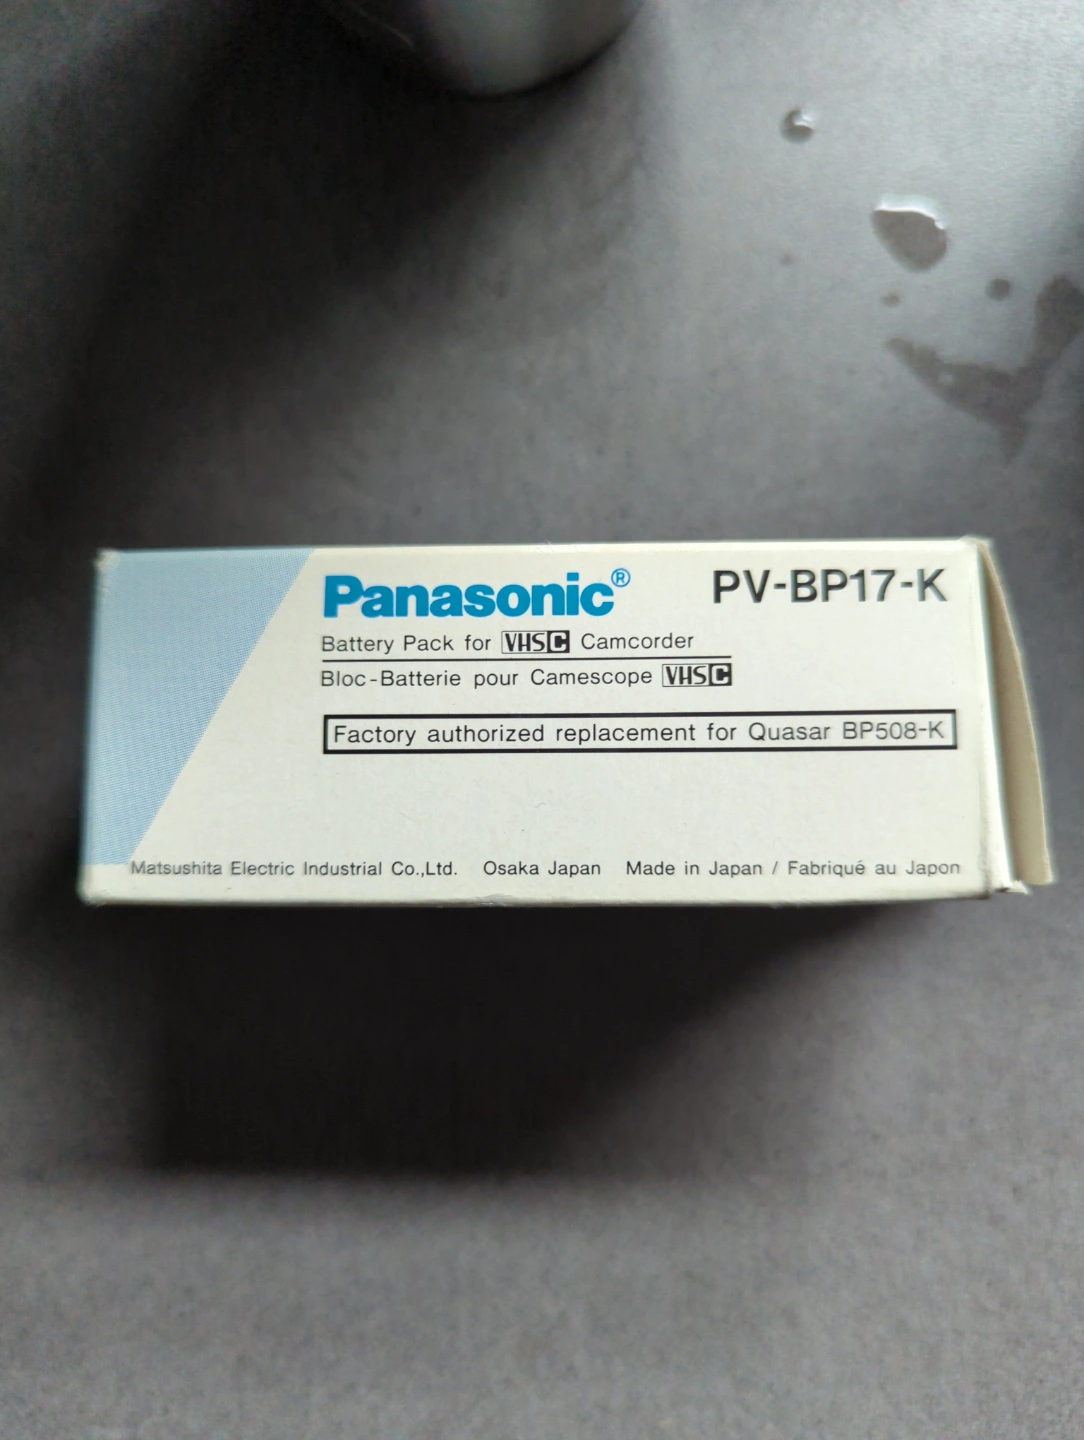 Panasonic®
PV-BP17-K
Battery Pack for VHSC Camcorder
Bloc-Batterie pour Camescope VHSC
Factory authorized replacement for Quasar BP508-K
Matsushita Electric Industrial Co.,Ltd. Osaka Japan Made in Japan / Fabriqué au Japon